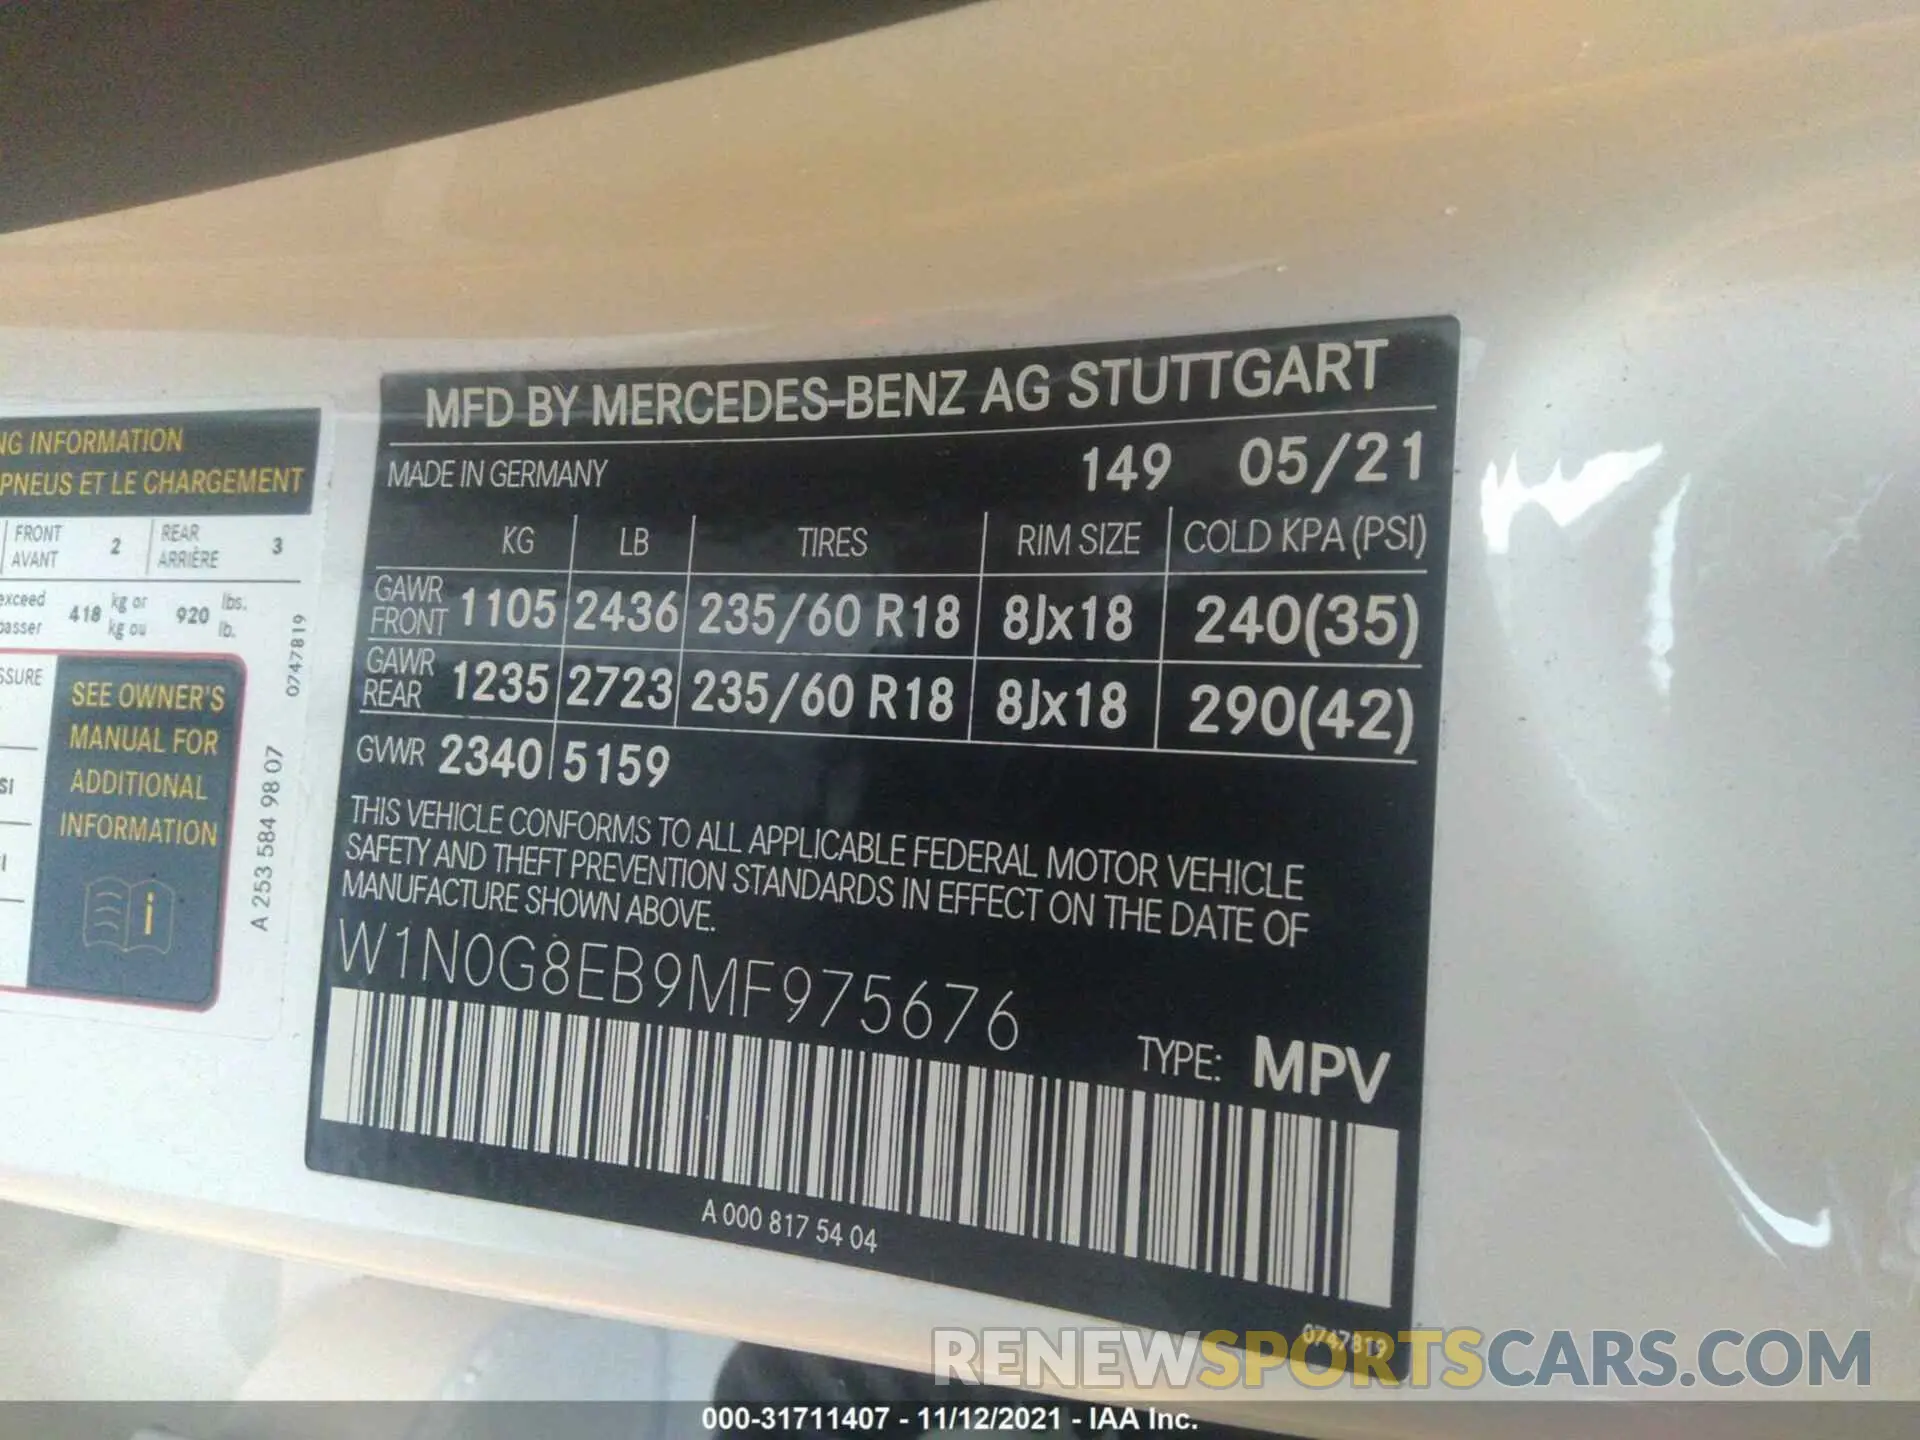 NG INFORMATION
PNEUS ET LE CHARGEMENT
FRONT
AVANT
2
REAR
ARRIÈRE
3
exceed
passer
418
kg or
kg ou
920
lbs.
lb.
SSURE
SEE OWNER'S
MANUAL FOR
ADDITIONAL
INFORMATION
i
SI
0747819
A 253 584 98 07
MFD BY MERCEDES-BENZ AG STUTTGART
MADE IN GERMANY 149 05/21
KG LB TIRES RIM SIZE COLD KPA (PSI)
GAWR
FRONT 1105 2436 235/60 R18 8Jx18 240(35)
GAWR
REAR 1235 2723 235/60 R18 8Jx18 290(42)
GVWR 2340 5159
THIS VEHICLE CONFORMS TO ALL APPLICABLE FEDERAL MOTOR VEHICLE
SAFETY AND THEFT PREVENTION STANDARDS IN EFFECT ON THE DATE OF
MANUFACTURE SHOWN ABOVE.
W1N0G8EB9MF975676
TYPE: MPV
A 000 817 54 04
0747819
RENEWSPORTSCARS.COM
000-31711407 - 11/12/2021 - IAA Inc.